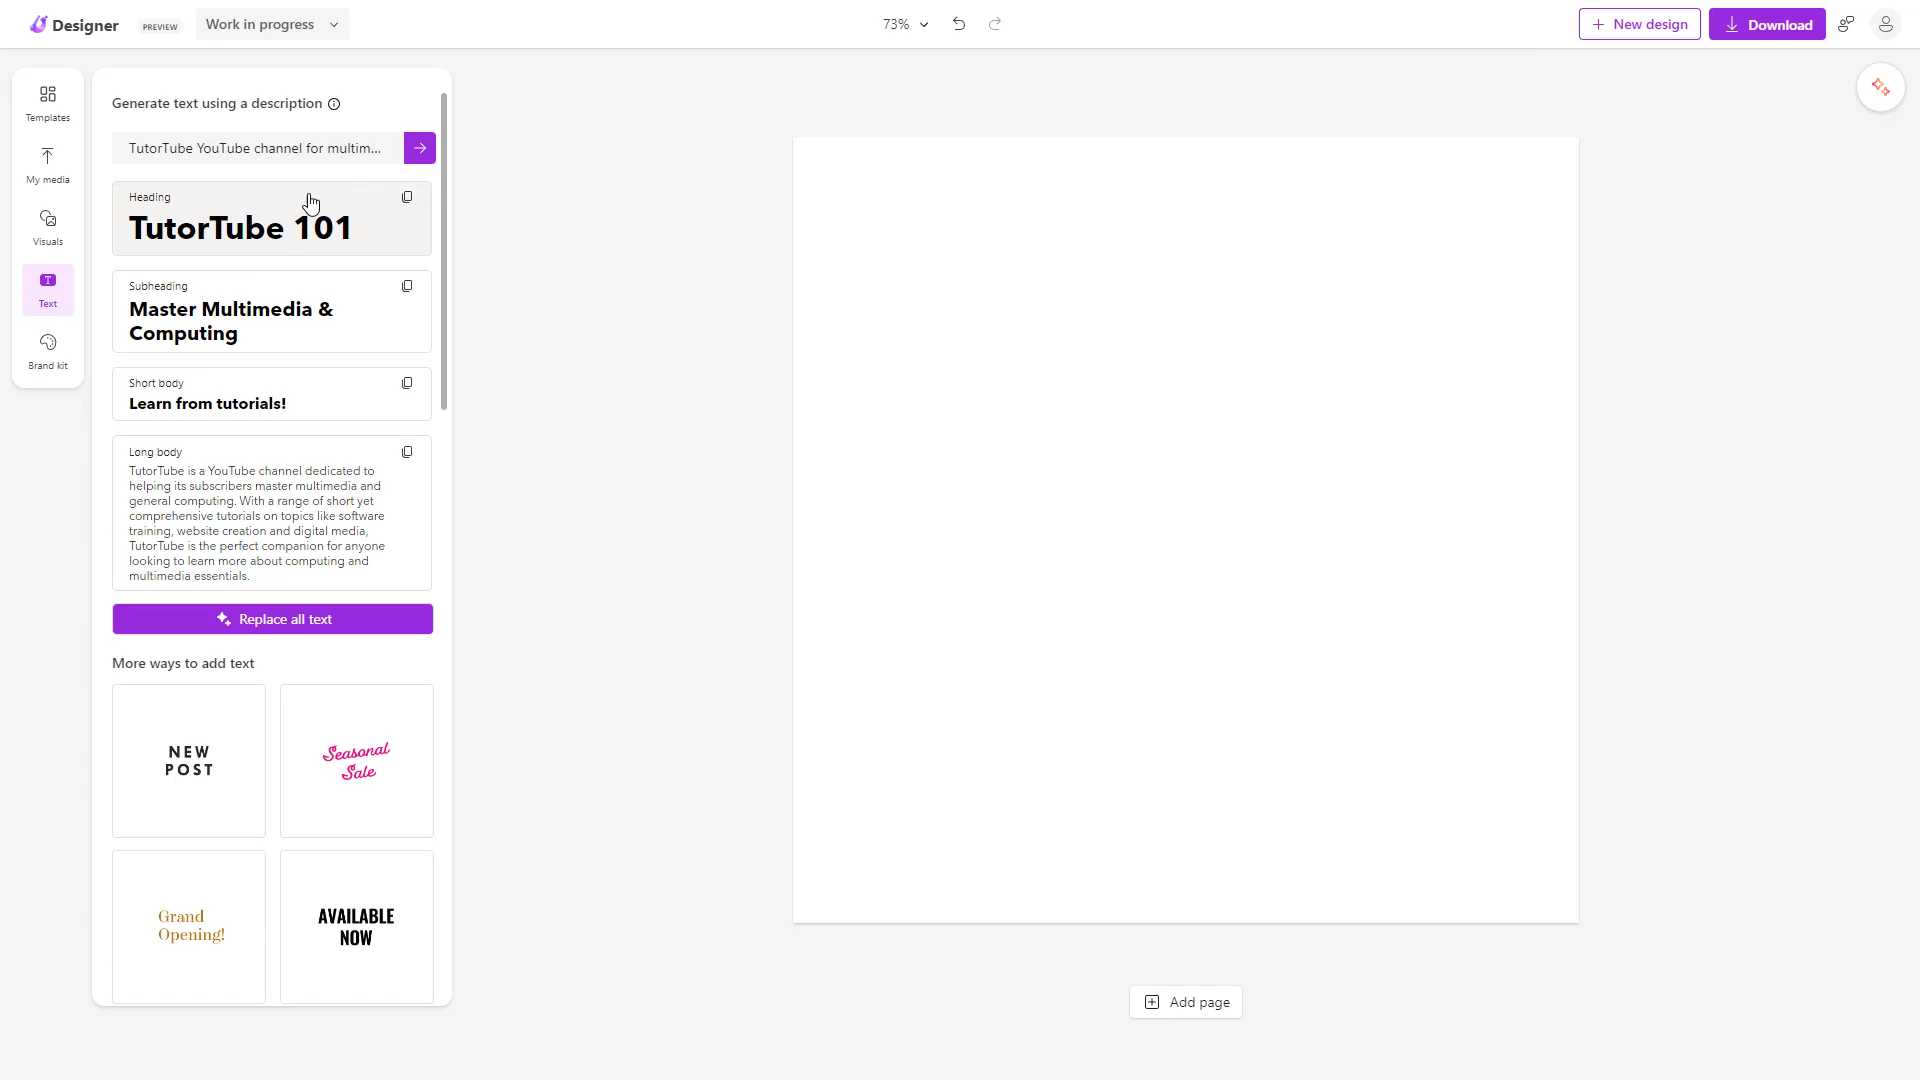 Designer
PREVIEW
Work in progress
73%
New design
Download
Templates
My media
Visuals
Text
Brand kit
Generate text using a description
TutorTube YouTube channel for multim...
Heading
TutorTube 101
Subheading
Master Multimedia &
Computing
Short body
Learn from tutorials!
Long body
TutorTube is a YouTube channel dedicated to
helping its subscribers master multimedia and
general computing. With a range of short yet
comprehensive tutorials on topics like software
training, website creation and digital media,
TutorTube is the perfect companion for anyone
looking to learn more about computing and
multimedia essentials.
Replace all text
More ways to add text
NEW
POST
Seasonal
Sale
Grand
Opening!
AVAILABLE
NOW
Add page